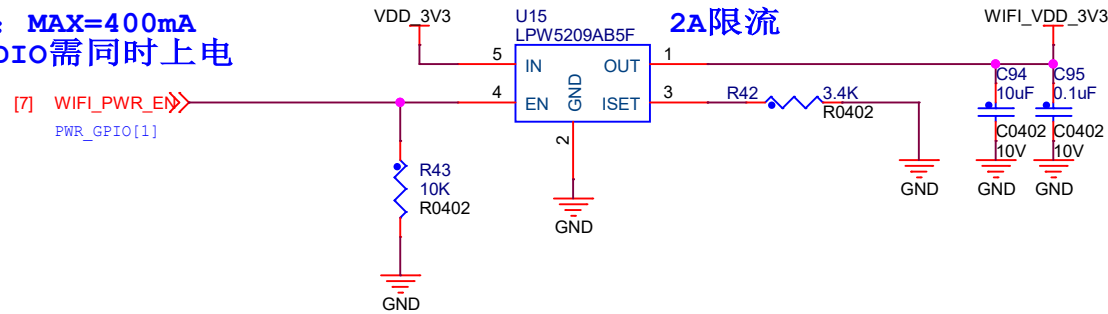 MAX=400mA
DIO需同时上电
VDD_3V3
U15
LPW5209AB5F
2A限流
WIFI_VDD_3V3
5
IN
OUT
1
[7]
WIFI_PWR_EN
4
EN
GND
ISET
3
R42
3.4K
R0402
PWR_GPIO[1]
2
C94
10uF
C0402
10V
C95
0.1uF
C0402
10V
R43
10K
R0402
GND
GND
GND
GND
GND